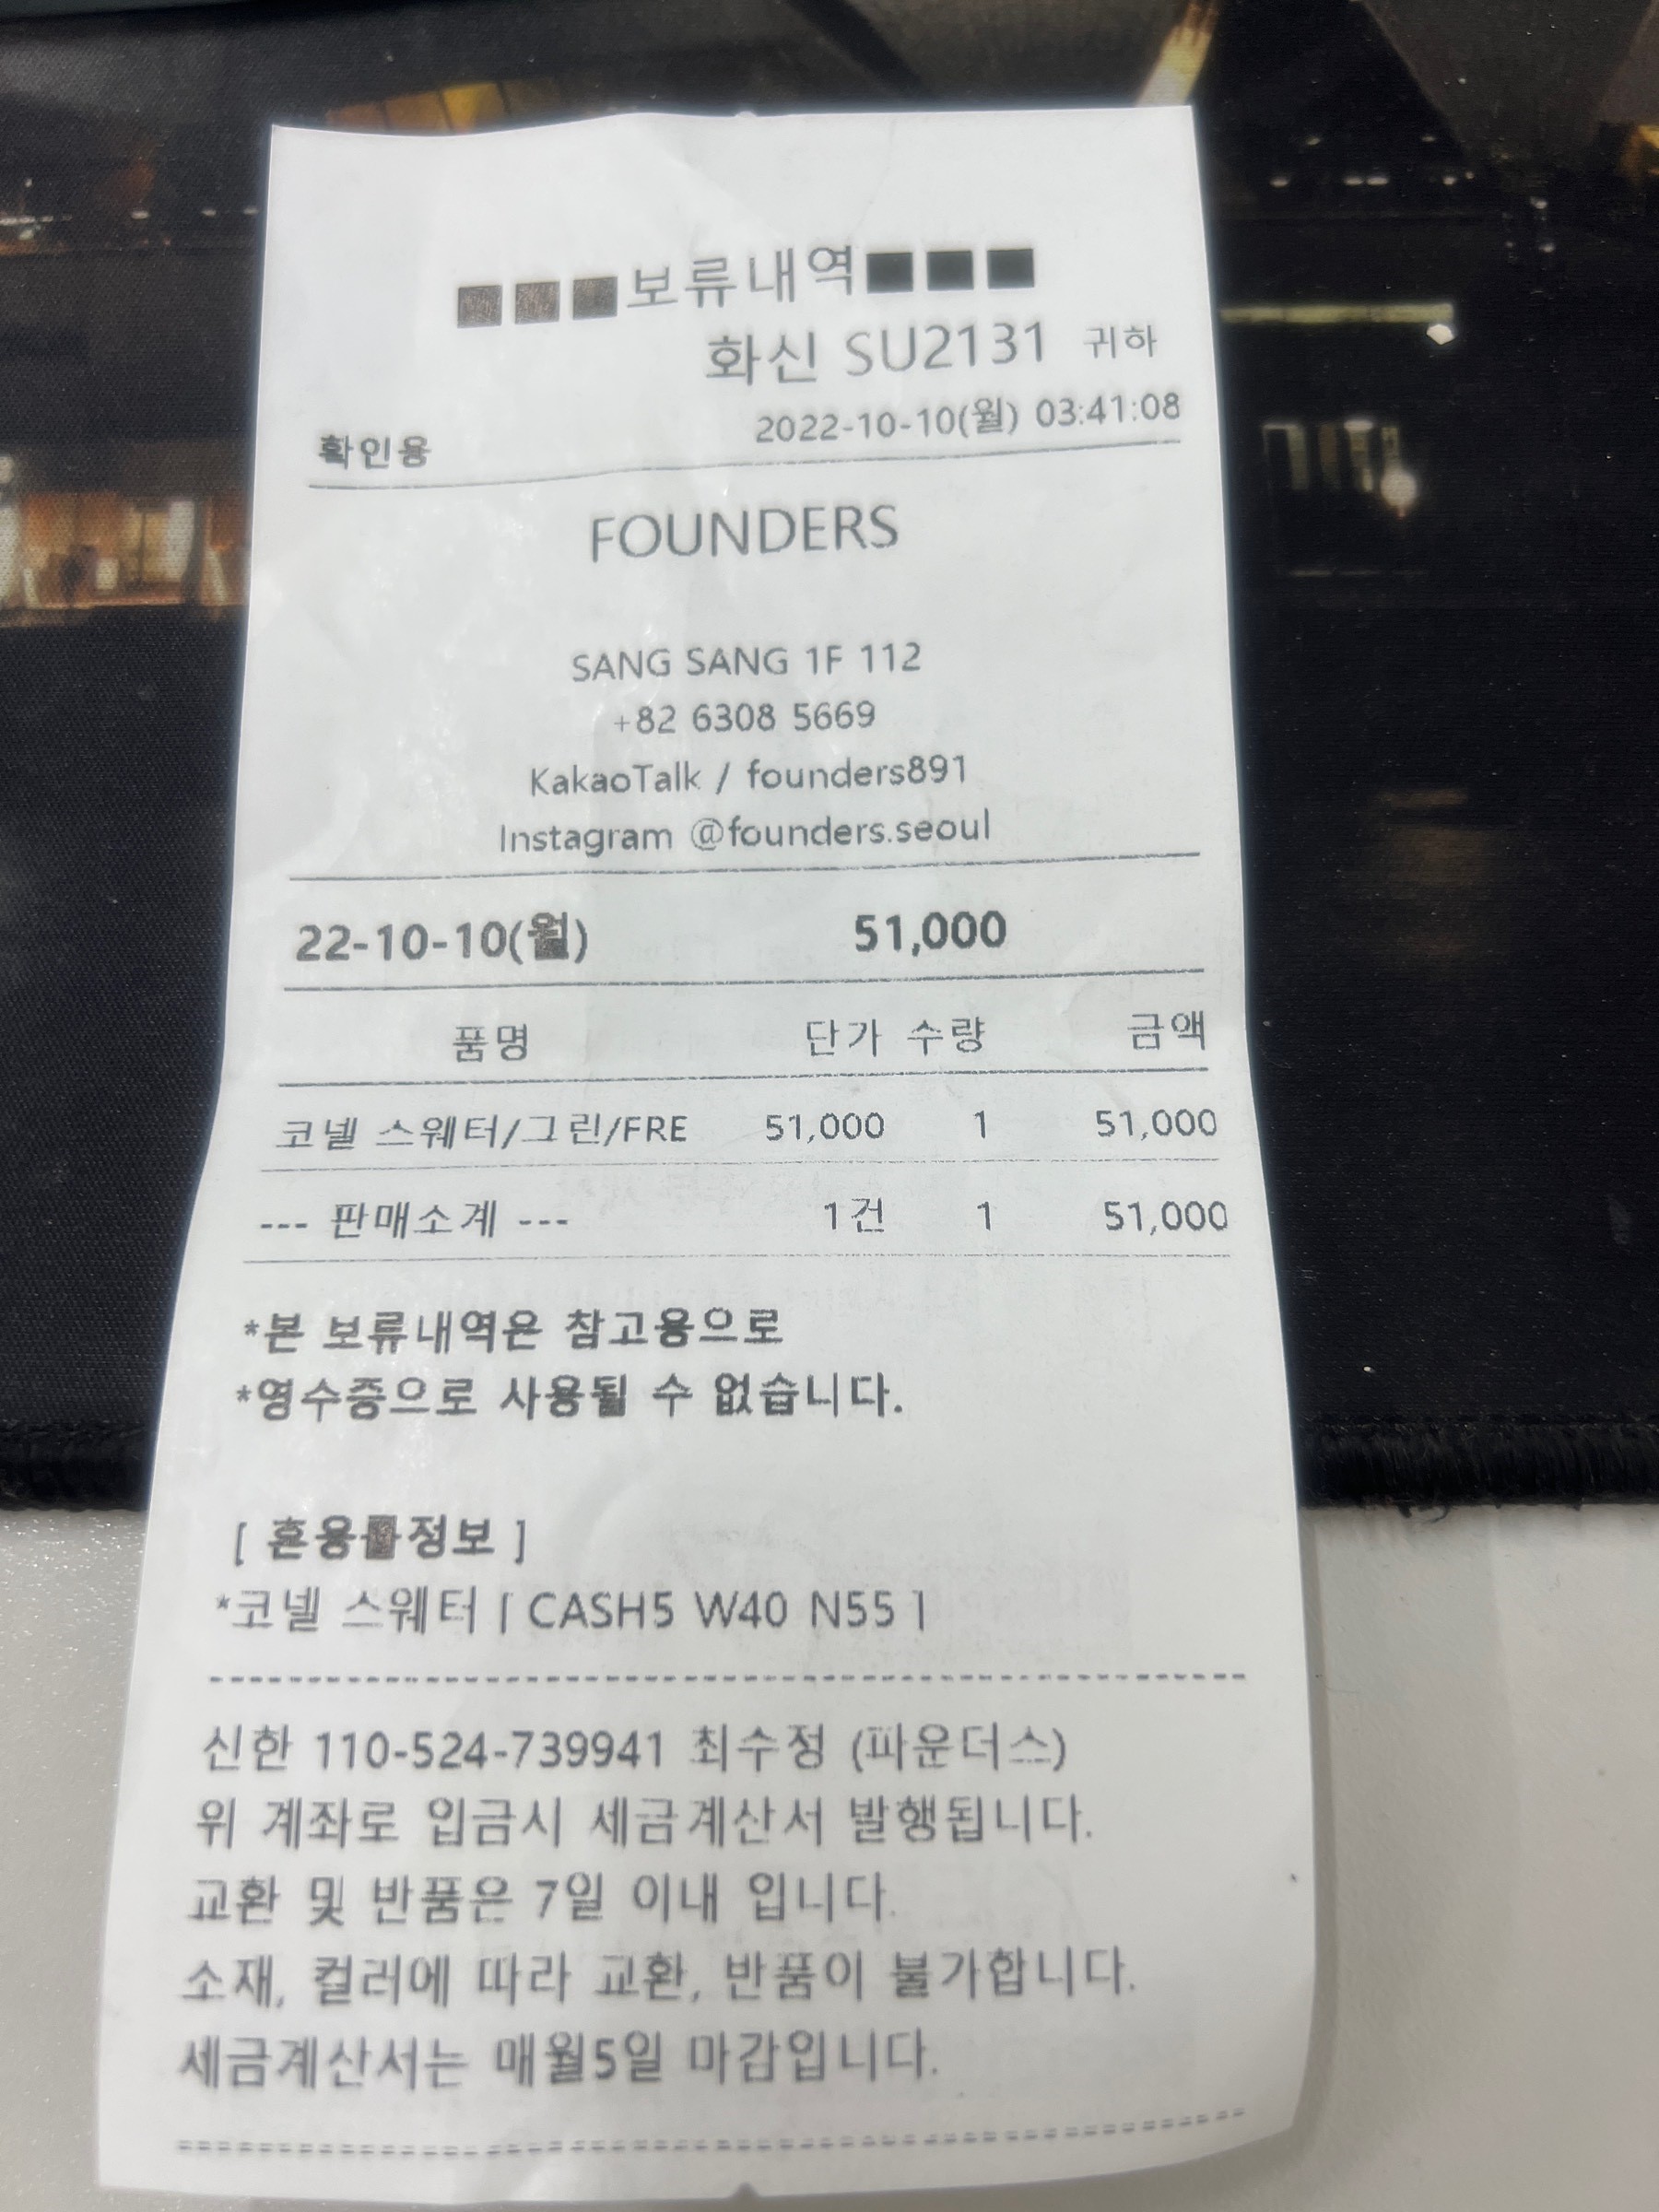 ■■■보류내역■■■
화신 SU2131 귀하
확인용 2022-10-10(월) 03:41:08
FOUNDERS
SANG SANG 1F 112
+82 6308 5669
KakaoTalk / founders891
Instagram @founders.seoul
22-10-10(월) 51,000
품명 단가 수량 금액
코넬 스웨터/그린/FRE 51,000 1 51,000
--- 판매소계 --- 1건 1 51,000
*본 보류내역은 참고용으로
*영수증으로 사용될 수 없습니다.
[ 혼용률정보 ]
*코넬 스웨터 [ CASH5 W40 N55 ]
신한 110-524-739941 최수정 (파운더스)
위 계좌로 입금시 세금계산서 발행됩니다.
교환 및 반품은 7일 이내 입니다.
소재, 컬러에 따라 교환, 반품이 불가합니다.
세금계산서는 매월5일 마감입니다.